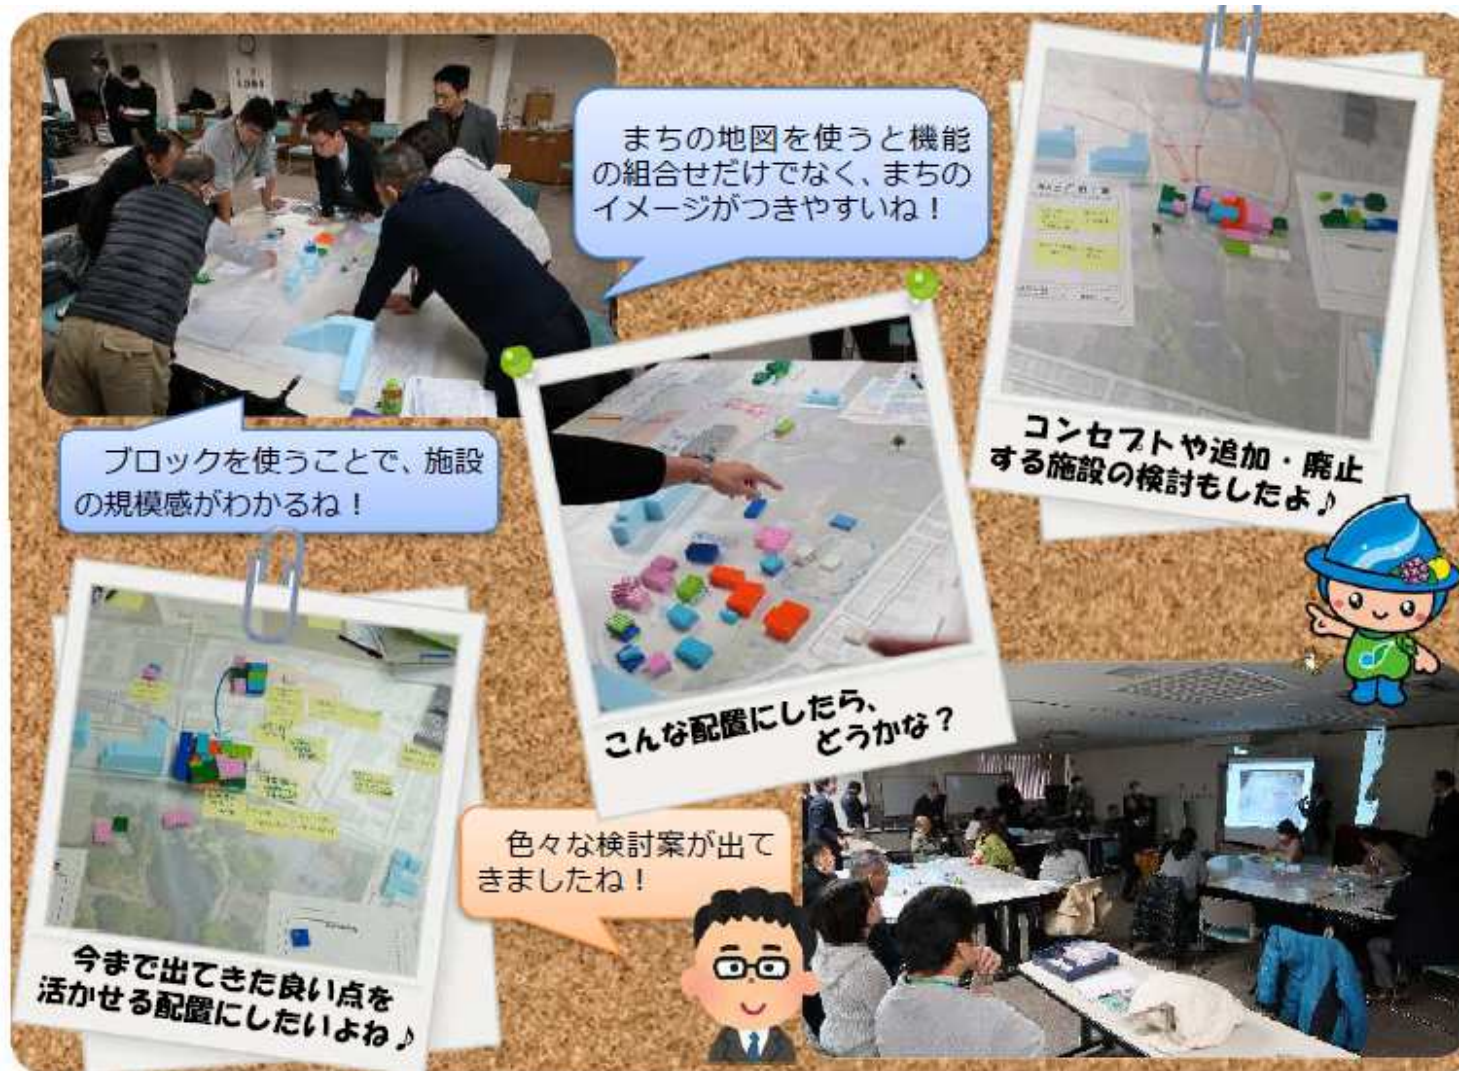 まちの地図を使うと機能
の組合せだけでなく、まちの
イメージがつきやすいね！
ブロックを使うことで、施設
の規模感がわかるね！
コンセプトや追加・廃止
する施設の検討もしたよ♪
こんな配置にしたら、
どうかな？
色々な検討案が出て
きましたね！
今まで出てきた良い点を
活かせる配置にしたいよね♪